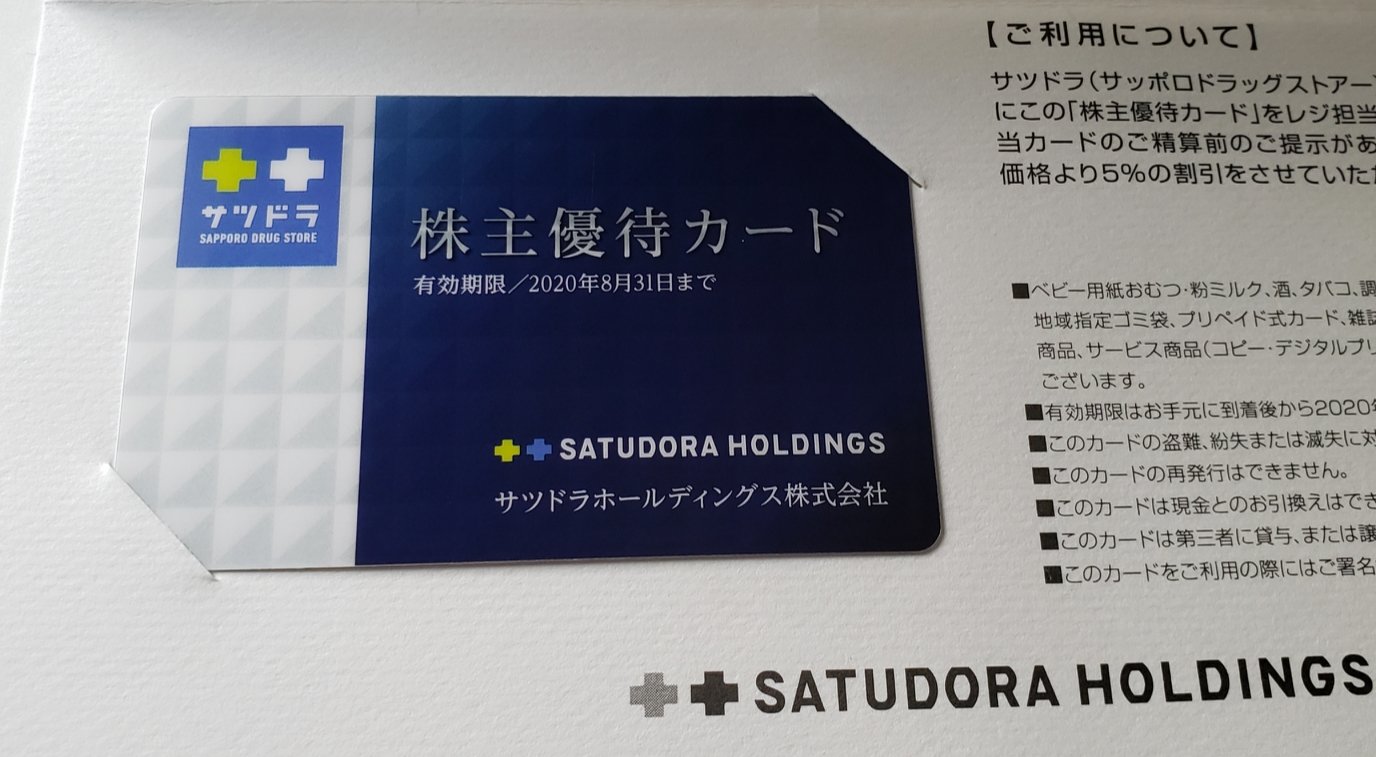 サツドラ
SAPPORO DRUG STORE
株主優待カード
有効期限／2020年8月31日まで
SATUDORA HOLDINGS
サツドラホールディングス株式会社
【ご利用について】
サツドラ（サッポロドラッグストアー）
にこの「株主優待カード」をレジ担当
当カードのご精算前のご提示があ
価格より5%の割引をさせていただ
■ベビー用紙おむつ・粉ミルク、酒、タバコ、調
地域指定ゴミ袋、プリペイド式カード、雑誌
商品、サービス商品（コピー・デジタルプリ
ございます。
■有効期限はお手元に到着後から2020年
■このカードの盗難、紛失または滅失に対
■このカードの再発行はできません。
■このカードは現金とのお引換えはでき
■このカードは第三者に貸与、または譲
■このカードをご利用の際にはご署名
SATUDORA HOLDINGS